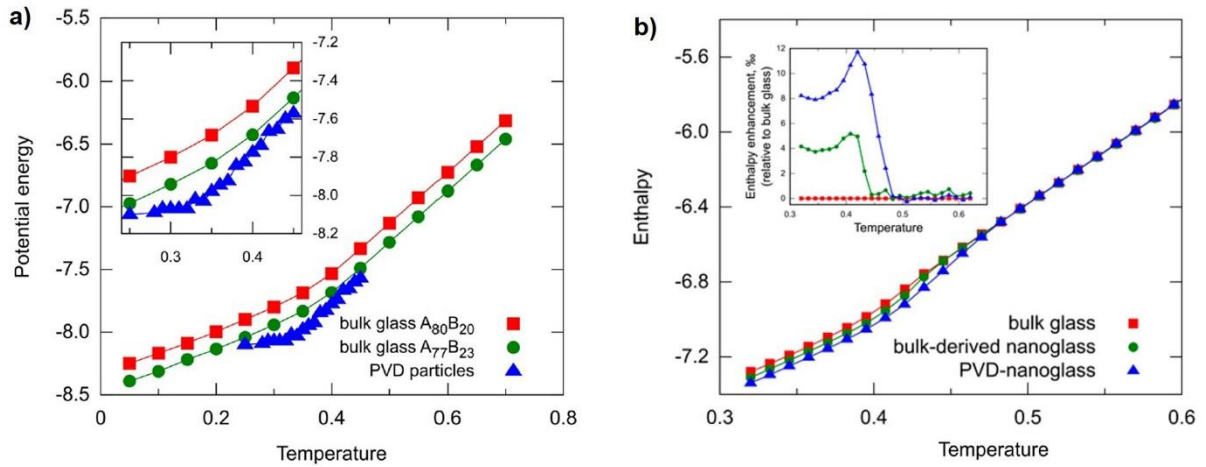 a)
-5.5
-6.0
-6.5
-7.0
-7.5
-8.0
-8.5
Potential energy
-7.2
-7.4
-7.6
-7.8
-8.0
-8.2
0.3 0.4
bulk glass A80B20
bulk glass A77B23
PVD particles
0 0.2 0.4 0.6 0.8
Temperature
b)
-5.6
-6.0
-6.4
-6.8
-7.2
Enthalpy
Enthalpy enhancement, ‰
(relative to bulk glass)
12
10
8
6
4
2
0
0.3 0.4 0.5 0.6
Temperature
bulk glass
bulk-derived nanoglass
PVD-nanoglass
0.3 0.4 0.5 0.6
Temperature